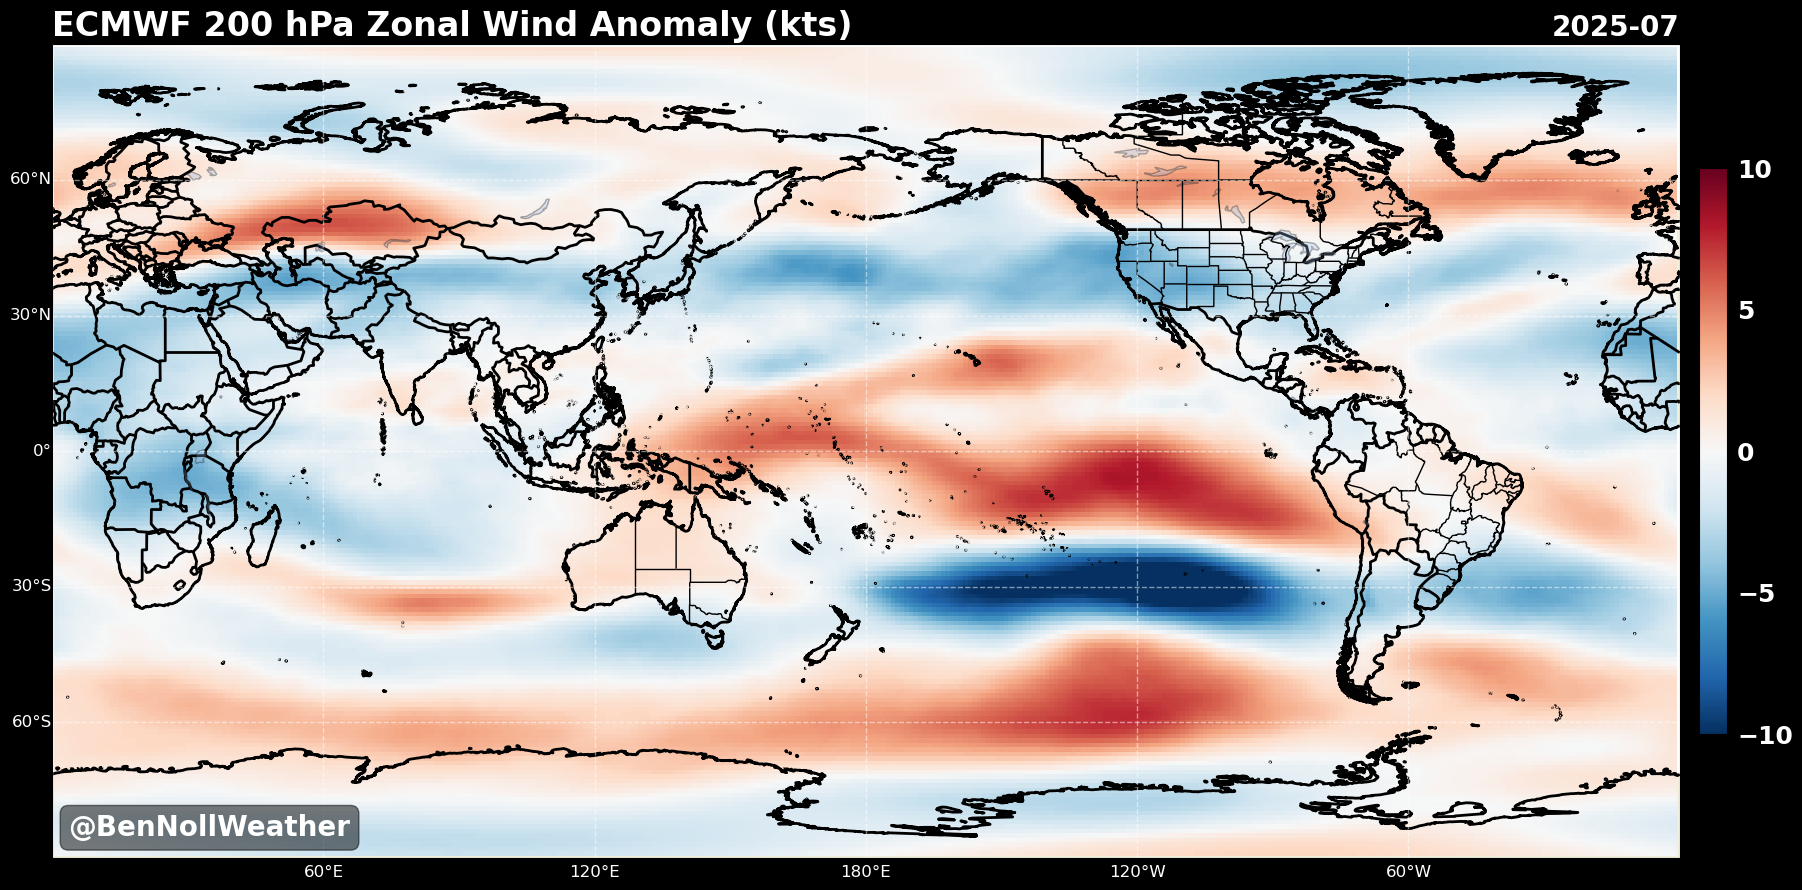 ECMWF 200 hPa Zonal Wind Anomaly (kts)
2025-07
60°N
30°N
0°
30°S
60°S
60°E
120°E
180°E
120°W
60°W
10
5
0
−5
−10
@BenNollWeather